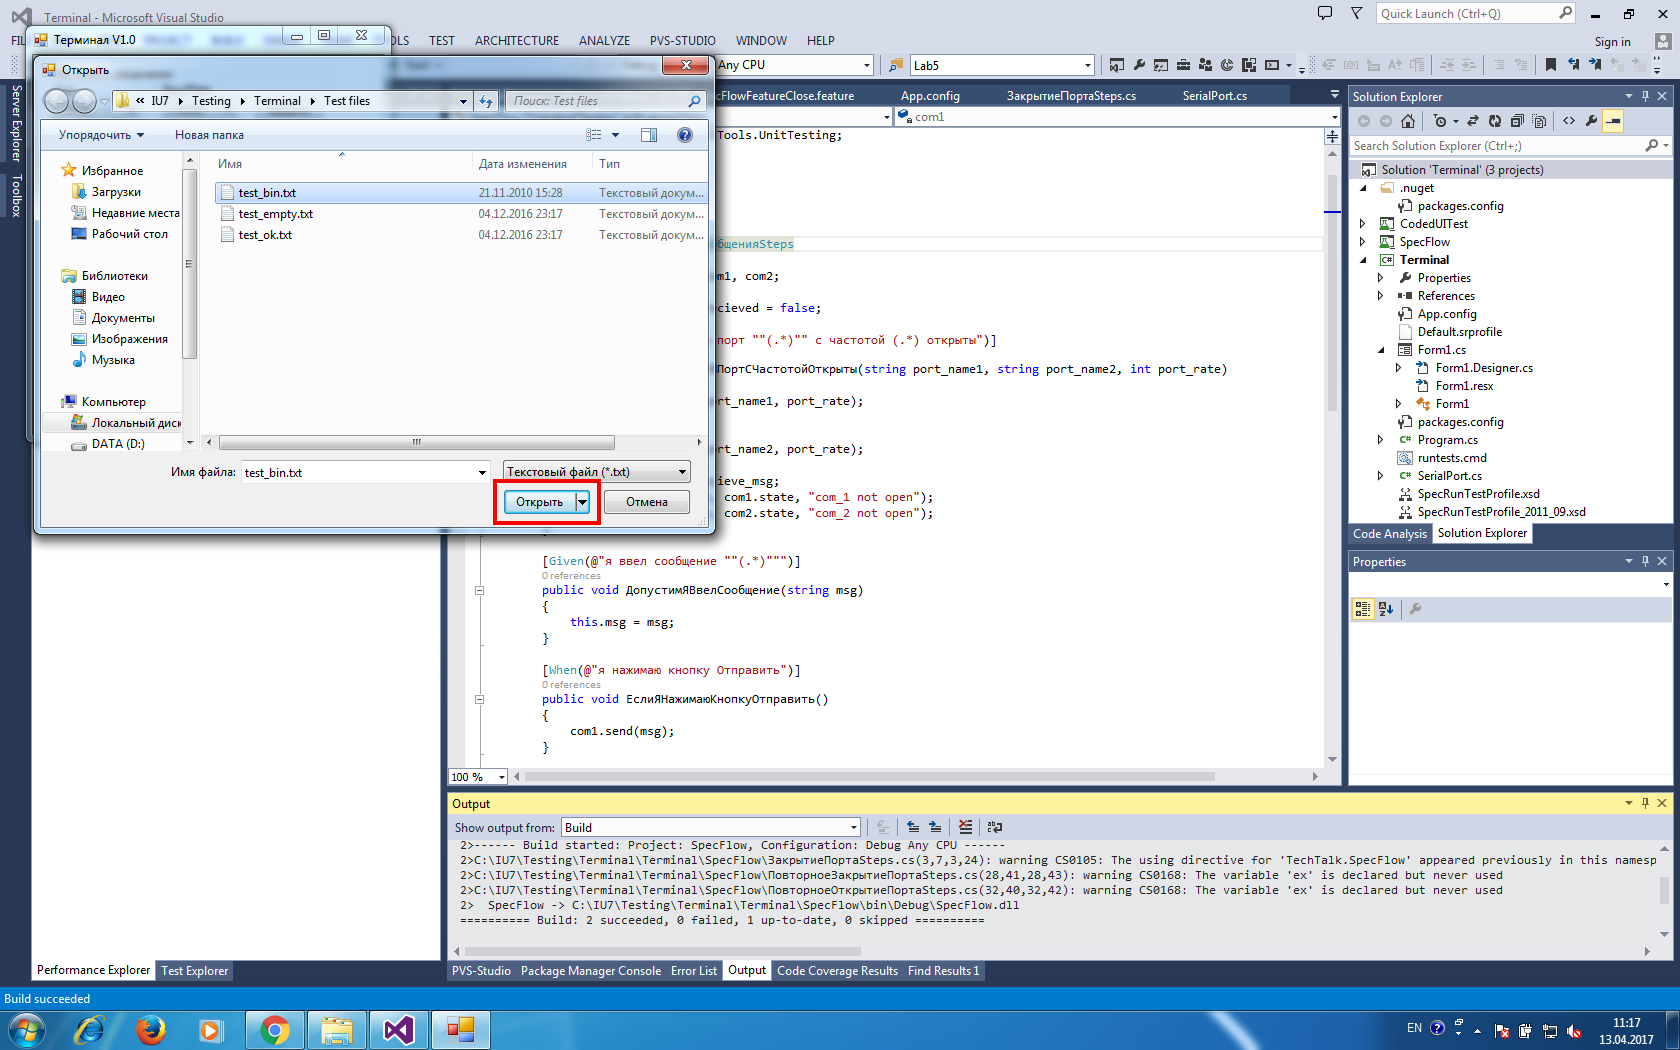 Terminal - Microsoft Visual Studio
Quick Launch (Ctrl+Q)
Терминал V1.0
TEST ARCHITECTURE ANALYZE PVS-STUDIO WINDOW HELP
Sign in
Открыть
Any CPU
Lab5
« IU7 Testing Terminal Test files
Поиск: Test files
Упорядочить Новая папка
Имя Дата изменения Тип
test_bin.txt 21.11.2010 15:28 Текстовый докум...
test_empty.txt 04.12.2016 23:17 Текстовый докум...
test_ok.txt 04.12.2016 23:17 Текстовый докум...
Избранное
Загрузки
Недавние места
Рабочий стол
Библиотеки
Видео
Документы
Изображения
Музыка
Компьютер
Локальный диск
DATA (D:)
Имя файла: test_bin.txt
Текстовый файл (*.txt)
Открыть Отмена
Server Explorer
Toolbox
cFlowFeatureClose.feature App.config ЗакрытиеПортаSteps.cs SerialPort.cs
com1
Tools.UnitTesting;
бщенияSteps
m1, com2;
cieved = false;
порт ""(.*)"" с частотой (.*) открыты")]
ПортСЧастотойОткрыты(string port_name1, string port_name2, int port_rate)
rt_name1, port_rate);
rt_name2, port_rate);
ieve_msg;
com1.state, "com_1 not open");
com2.state, "com_2 not open");
[Given(@"я ввел сообщение ""(.*)""")]
0 references
public void ДопустимЯВвелСообщение(string msg)
{
this.msg = msg;
}
[When(@"я нажимаю кнопку Отправить")]
0 references
public void ЕслиЯНажимаюКнопкуОтправить()
{
com1.send(msg);
}
100 %
Solution Explorer
Search Solution Explorer (Ctrl+;)
Solution 'Terminal' (3 projects)
.nuget
packages.config
CodedUITest
SpecFlow
Terminal
Properties
References
App.config
Default.srprofile
Form1.cs
Form1.Designer.cs
Form1.resx
Form1
packages.config
Program.cs
runtests.cmd
SerialPort.cs
SpecRunTestProfile.xsd
SpecRunTestProfile_2011_09.xsd
Code Analysis Solution Explorer
Properties
Output
Show output from: Build
2>------ Build started: Project: SpecFlow, Configuration: Debug Any CPU ------
2>C:\IU7\Testing\Terminal\Terminal\SpecFlow\ЗакрытиеПортаSteps.cs(3,7,3,24): warning CS0105: The using directive for 'TechTalk.SpecFlow' appeared previously in this namesp
2>C:\IU7\Testing\Terminal\Terminal\SpecFlow\ПовторноеЗакрытиеПортаSteps.cs(28,41,28,43): warning CS0168: The variable 'ex' is declared but never used
2>C:\IU7\Testing\Terminal\Terminal\SpecFlow\ПовторноеОткрытиеПортаSteps.cs(32,40,32,42): warning CS0168: The variable 'ex' is declared but never used
2> SpecFlow -> C:\IU7\Testing\Terminal\Terminal\SpecFlow\bin\Debug\SpecFlow.dll
========== Build: 2 succeeded, 0 failed, 1 up-to-date, 0 skipped ==========
Performance Explorer Test Explorer
PVS-Studio Package Manager Console Error List Output Code Coverage Results Find Results 1
Build succeeded
EN
11:17
13.04.2017